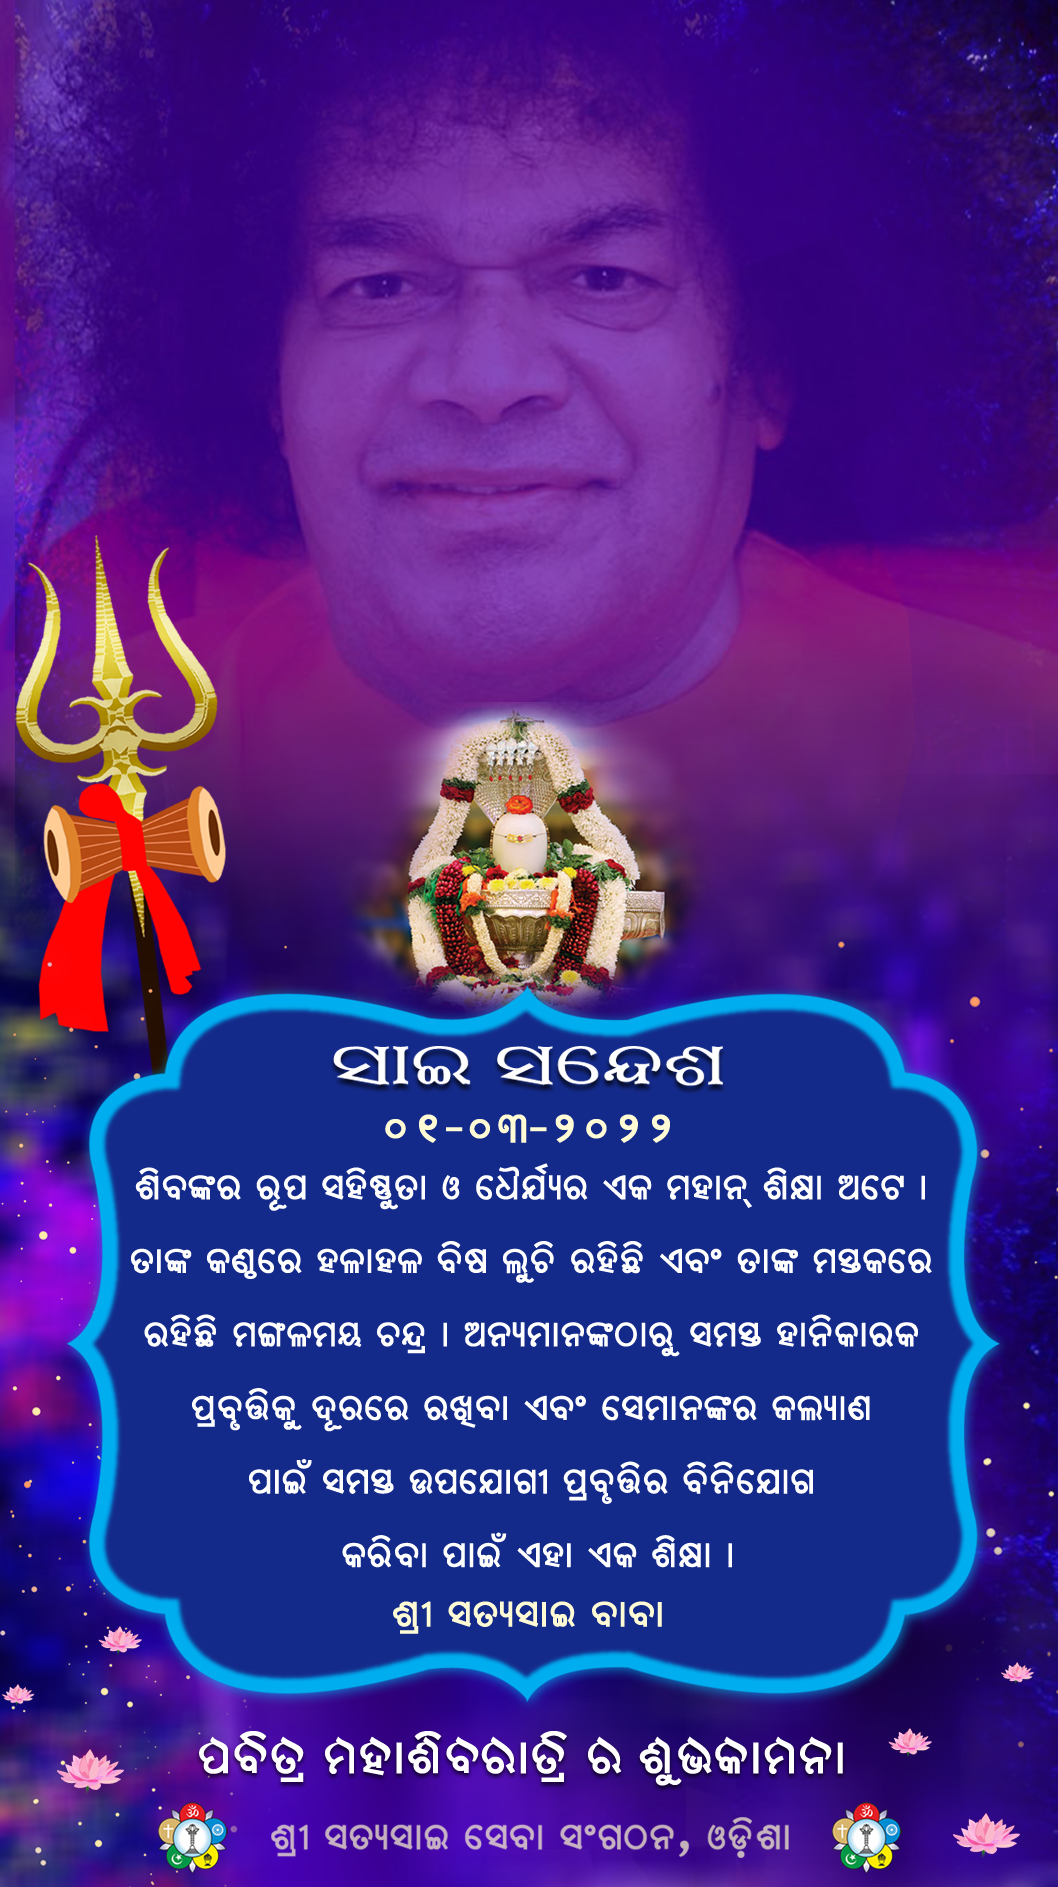 ସାଇ ସନ୍ଦେଶ
୦୧-୦୩-୨୦୨୨
ଶିବଙ୍କର ରୂପ ସହିଷ୍ଣୁତା ଓ ଧୈର୍ଯ୍ୟର ଏକ ମହାନ୍ ଶିକ୍ଷା ଅଟେ ।
ତାଙ୍କ କଣ୍ଠରେ ହଳାହଳ ବିଷ ଲୁଚି ରହିଛି ଏବଂ ତାଙ୍କ ମସ୍ତକରେ
ରହିଛି ମଙ୍ଗଳମୟ ଚନ୍ଦ୍ର । ଅନ୍ୟମାନଙ୍କଠାରୁ ସମସ୍ତ ହାନିକାରକ
ପ୍ରବୃତ୍ତିକୁ ଦୂରରେ ରଖିବା ଏବଂ ସେମାନଙ୍କର କଲ୍ୟାଣ
ପାଇଁ ସମସ୍ତ ଉପଯୋଗୀ ପ୍ରବୃତ୍ତିର ବିନିଯୋଗ
କରିବା ପାଇଁ ଏହା ଏକ ଶିକ୍ଷା ।
ଶ୍ରୀ ସତ୍ୟସାଇ ବାବା
ପବିତ୍ର ମହାଶିବରାତ୍ରି ର ଶୁଭକାମନା
ଶ୍ରୀ ସତ୍ୟସାଇ ସେବା ସଂଗଠନ, ଓଡ଼ିଶା